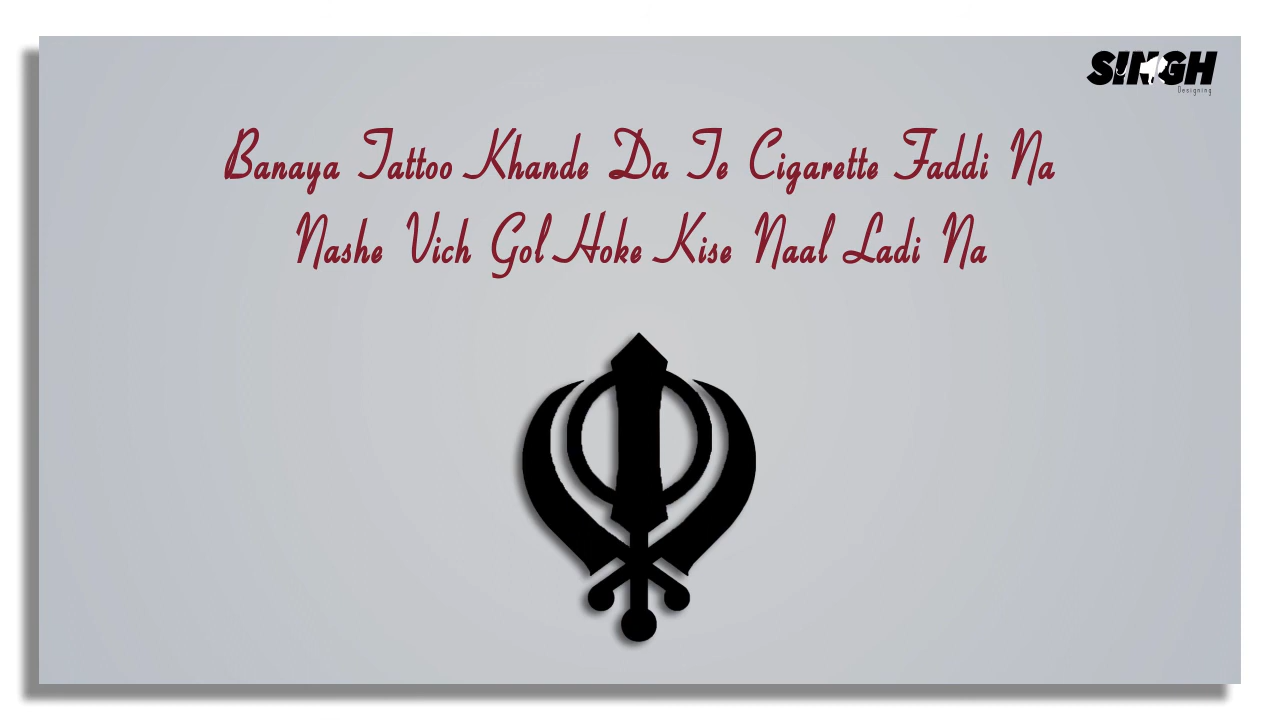 SINGH
Designing
Banaya Tattoo Khande Da Te Cigarette Faddi Na
Nashe Vich Gol Hoke Kise Naal Ladi Na